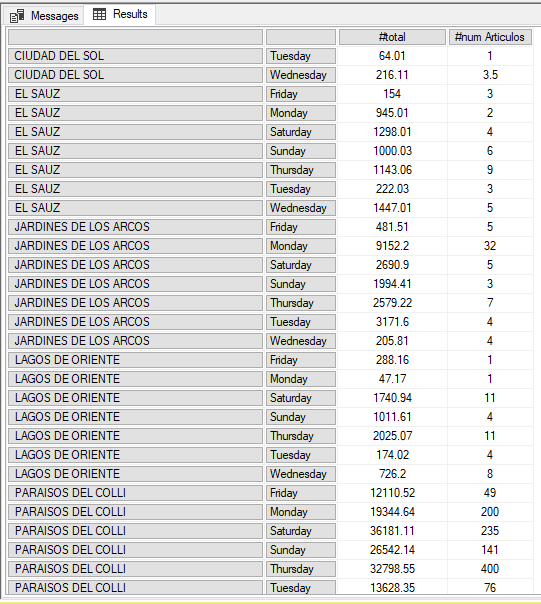 Messages Results
#total #num Articulos
CIUDAD DEL SOL Tuesday 64.01 1
CIUDAD DEL SOL Wednesday 216.11 3.5
EL SAUZ Friday 154 3
EL SAUZ Monday 945.01 2
EL SAUZ Saturday 1298.01 4
EL SAUZ Sunday 1000.03 6
EL SAUZ Thursday 1143.06 9
EL SAUZ Tuesday 222.03 3
EL SAUZ Wednesday 1447.01 5
JARDINES DE LOS ARCOS Friday 481.51 5
JARDINES DE LOS ARCOS Monday 9152.2 32
JARDINES DE LOS ARCOS Saturday 2690.9 5
JARDINES DE LOS ARCOS Sunday 1994.41 3
JARDINES DE LOS ARCOS Thursday 2579.22 7
JARDINES DE LOS ARCOS Tuesday 3171.6 4
JARDINES DE LOS ARCOS Wednesday 205.81 4
LAGOS DE ORIENTE Friday 288.16 1
LAGOS DE ORIENTE Monday 47.17 1
LAGOS DE ORIENTE Saturday 1740.94 11
LAGOS DE ORIENTE Sunday 1011.61 4
LAGOS DE ORIENTE Thursday 2025.07 11
LAGOS DE ORIENTE Tuesday 174.02 4
LAGOS DE ORIENTE Wednesday 726.2 8
PARAISOS DEL COLLI Friday 12110.52 49
PARAISOS DEL COLLI Monday 19344.64 200
PARAISOS DEL COLLI Saturday 36181.11 235
PARAISOS DEL COLLI Sunday 26542.14 141
PARAISOS DEL COLLI Thursday 32798.55 400
PARAISOS DEL COLLI Tuesday 13628.35 76